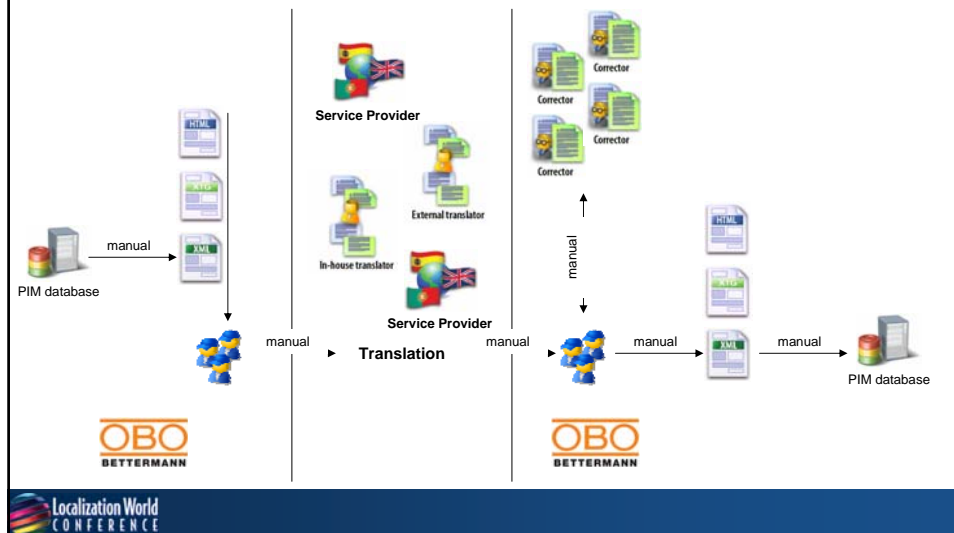 HTML
XTG
XML
manual
PIM database
manual
OBO
BETTERMANN
Service Provider
External translator
In-house translator
Service Provider
Translation
manual
Corrector
Corrector
Corrector
Corrector
manual
manual
HTML
XTG
XML
manual
PIM database
OBO
BETTERMANN
Localization World
CONFERENCE